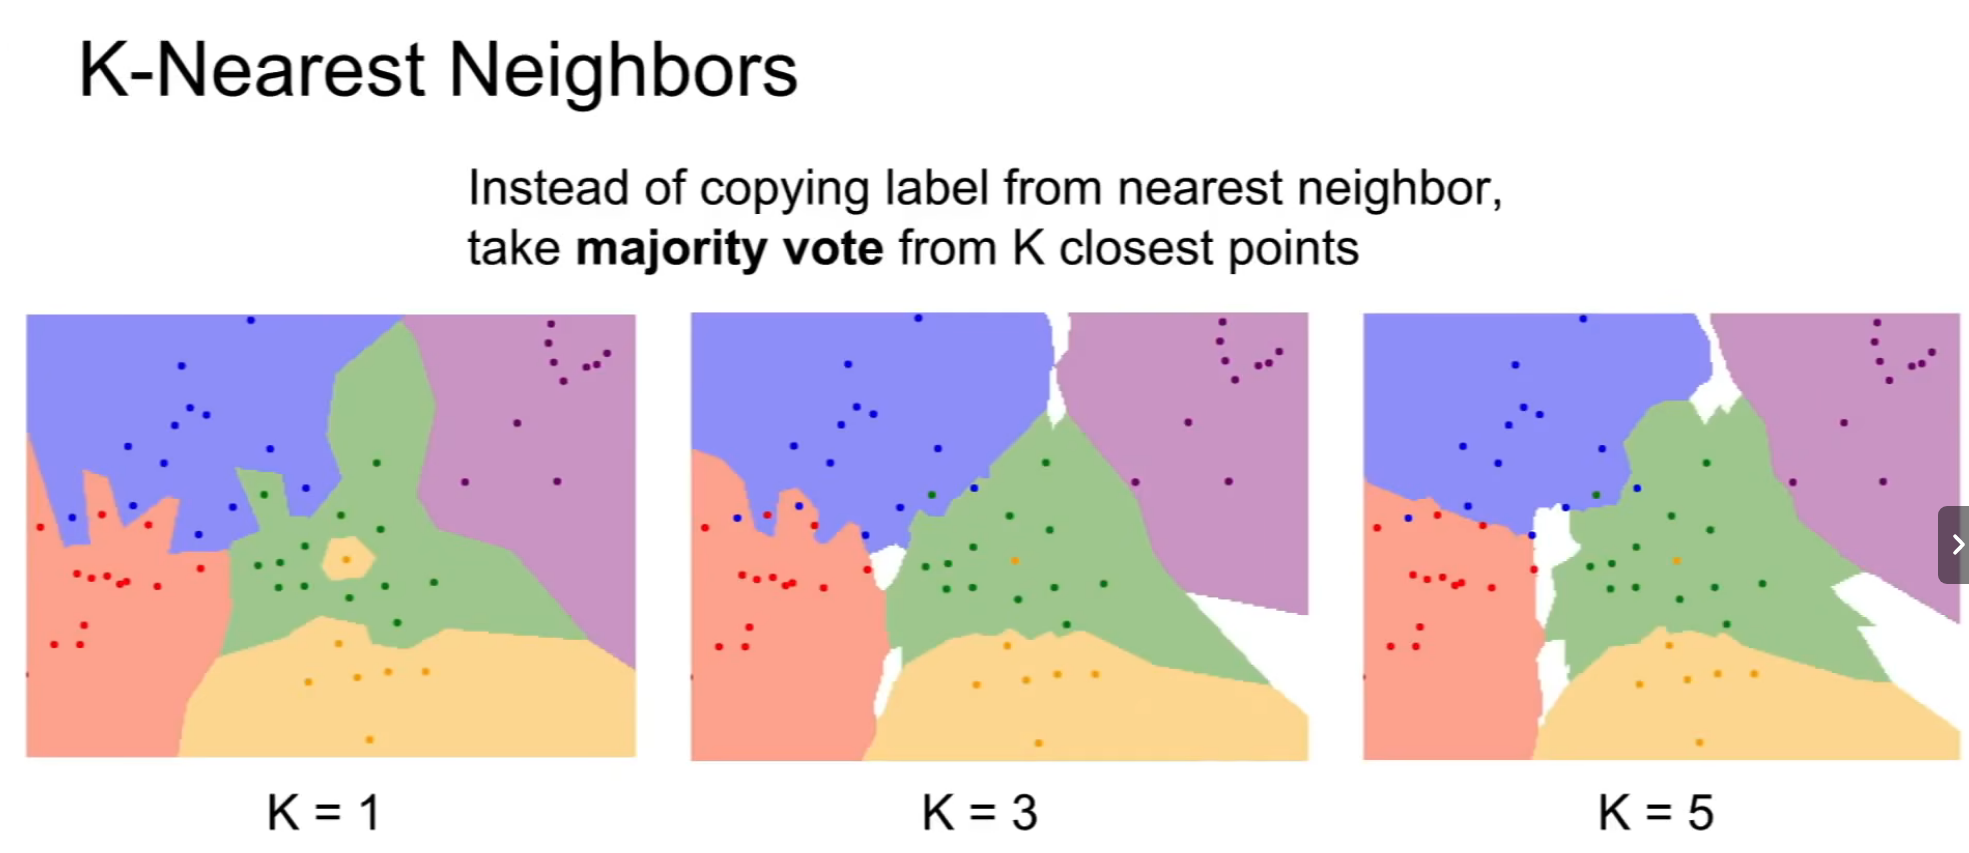 K-Nearest Neighbors
Instead of copying label from nearest neighbor,
take majority vote from K closest points
K = 1
K = 3
K = 5